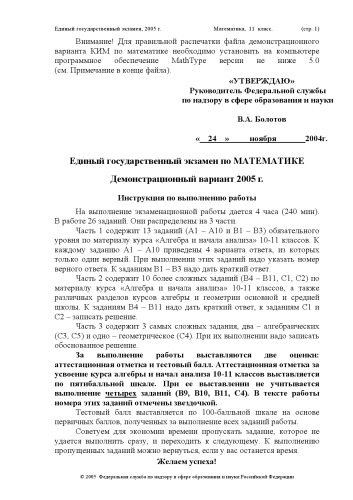 Единый государственный экзамен, 2005 г. Математика, 11 класс. (стр. 1)
Внимание! Для правильной распечатки файла демонстрационного
варианта КИМ по математике необходимо установить на компьютере
программное обеспечение MathType версии не ниже 5.0
(см. Примечание в конце файла).
«УТВЕРЖДАЮ»
Руководитель Федеральной службы
по надзору в сфере образования и науки
В.А. Болотов
« 24 » ноября 2004г.
Единый государственный экзамен по МАТЕМАТИКЕ
Демонстрационный вариант 2005 г.
Инструкция по выполнению работы
На выполнение экзаменационной работы дается 4 часа (240 мин).
В работе 26 заданий. Они распределены на 3 части.
Часть 1 содержит 13 заданий (А1 – А10 и В1 – В3) обязательного
уровня по материалу курса «Алгебра и начала анализа» 10-11 классов. К
каждому заданию А1 – А10 приведены 4 варианта ответа, из которых
только один верный. При выполнении этих заданий надо указать номер
верного ответа. К заданиям В1 – В3 надо дать краткий ответ.
Часть 2 содержит 10 более сложных заданий (В4 – В11, С1, С2) по
материалу курса «Алгебра и начала анализа» 10-11 классов, а также
различных разделов курсов алгебры и геометрии основной и средней
школы. К заданиям В4 – В11 надо дать краткий ответ, к заданиям С1 и
С2 – записать решение.
Часть 3 содержит 3 самых сложных задания, два – алгебраических
(С3, С5) и одно – геометрическое (С4). При их выполнении надо записать
обоснованное решение.
За выполнение работы выставляются две оценки:
аттестационная отметка и тестовый балл. Аттестационная отметка за
усвоение курса алгебры и начал анализа 10-11 классов выставляется
по пятибалльной шкале. При ее выставлении не учитывается
выполнение четырех заданий (В9, В10, В11, С4). В тексте работы
номера этих заданий отмечены звездочкой.
Тестовый балл выставляется по 100-балльной шкале на основе
первичных баллов, полученных за выполнение всех заданий работы.
Советуем для экономии времени пропускать задание, которое не
удается выполнить сразу, и переходить к следующему. К выполнению
пропущенных заданий можно вернуться, если у вас останется время.
Желаем успеха!
© 2005 Федеральная служба по надзору в сфере образования и науки Российской Федерации